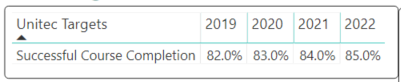 Unitec Targets 2019 2020 2021 2022
Successful Course Completion 82.0% 83.0% 84.0% 85.0%